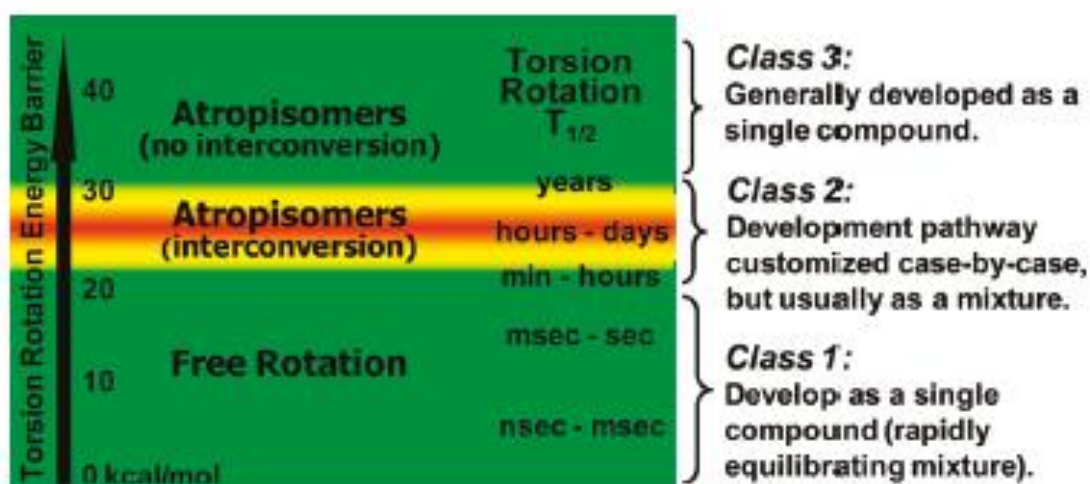 Torsion Rotation Energy Barrier
40
30
20
10
0 kcal/mol
Atropisomers
(no interconversion)
Atropisomers
(interconversion)
Free Rotation
Torsion
Rotation
T1/2
years
hours - days
min - hours
msec - sec
nsec - msec
Class 3:
Generally developed as a
single compound.
Class 2:
Development pathway
customized case-by-case,
but usually as a mixture.
Class 1:
Develop as a single
compound (rapidly
equilibrating mixture).